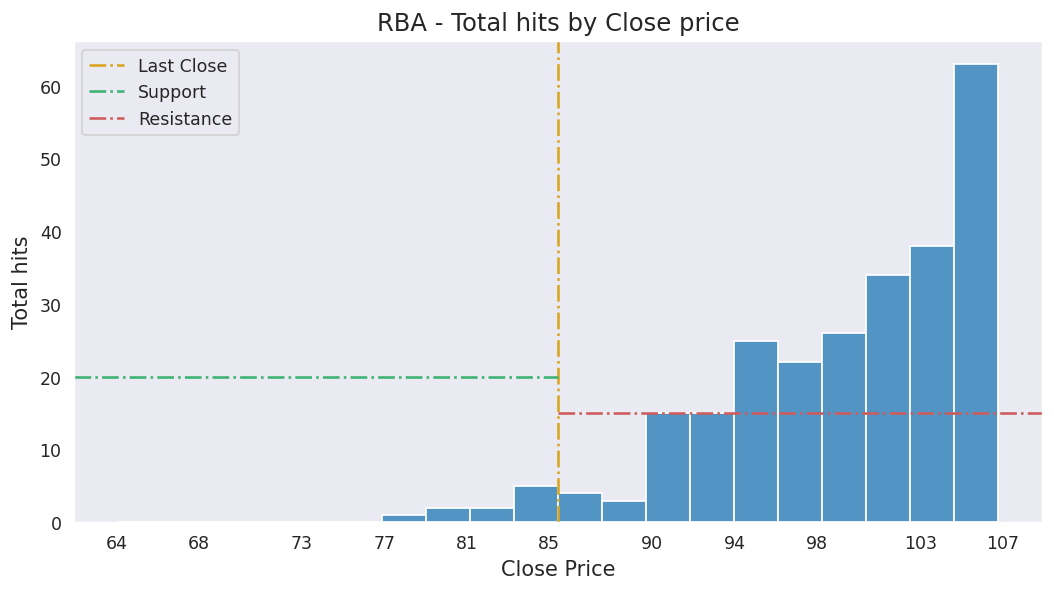 RBA - Total hits by Close price
Last Close
Support
Resistance
Total hits
60
50
40
30
20
10
0
64 68 73 77 81 85 90 94 98 103 107
Close Price